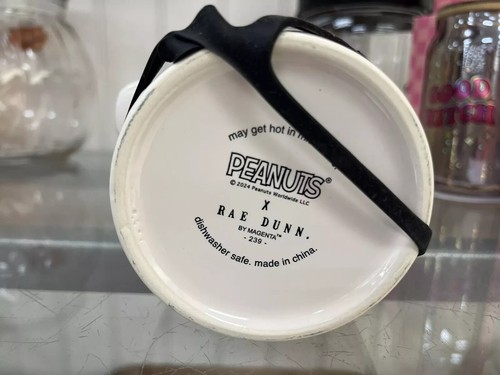 may get hot in
PEANUTS®
© 2024 Peanuts Worldwide LLC
X
RAE DUNN.
BY MAGENTA™
- 239 -
dishwasher safe. made in china.